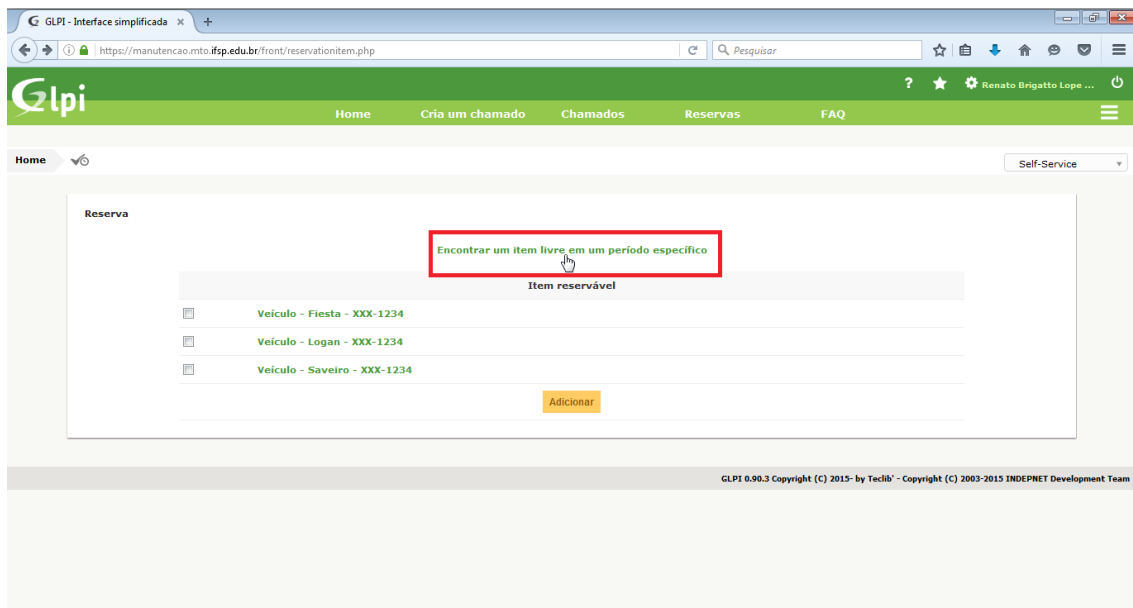 GLPI - Interface simplificada
https://manutencao.mto.ifsp.edu.br/front/reservationitem.php
Pesquisar
Glpi
? Renato Brigatto Lope ...
Home Cria um chamado Chamados Reservas FAQ
Home
Self-Service
Reserva
Encontrar um item livre em um período específico
Item reservável
Veículo - Fiesta - XXX-1234
Veículo - Logan - XXX-1234
Veículo - Saveiro - XXX-1234
Adicionar
GLPI 0.90.3 Copyright (C) 2015- by Teclib' - Copyright (C) 2003-2015 INDEPNET Development Team